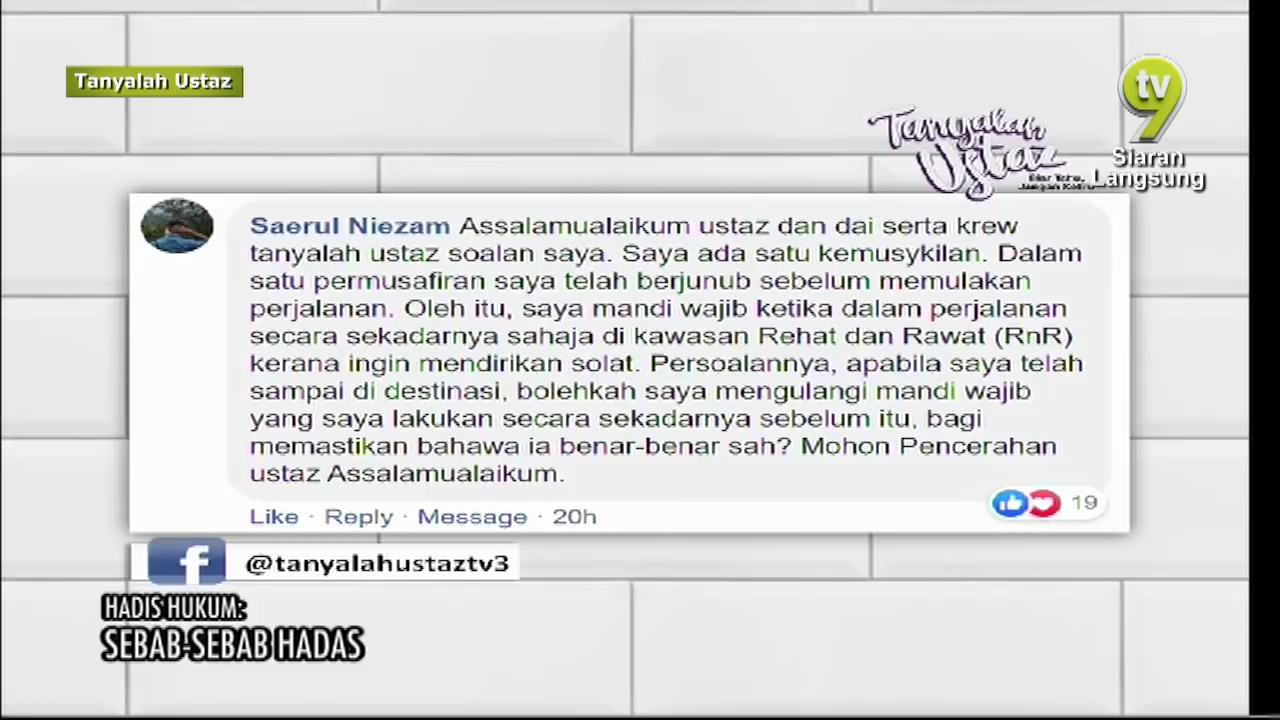 Tanyalah Ustaz
tv
9
Siaran
Langsung
Tanyalah
Ustaz
Saerul Niezam Assalamualaikum ustaz dan dai serta krew
tanyalah ustaz soalan saya. Saya ada satu kemusykilan. Dalam
satu permusafiran saya telah berjunub sebelum memulakan
perjalanan. Oleh itu, saya mandi wajib ketika dalam perjalanan
secara sekadarnya sahaja di kawasan Rehat dan Rawat (RnR)
kerana ingin mendirikan solat. Persoalannya, apabila saya telah
sampai di destinasi, bolehkah saya mengulangi mandi wajib
yang saya lakukan secara sekadarnya sebelum itu, bagi
memastikan bahawa ia benar-benar sah? Mohon Pencerahan
ustaz Assalamualaikum.
Like · Reply · Message · 20h
19
f @tanyalahustaztv3
HADIS HUKUM:
SEBAB-SEBAB HADAS